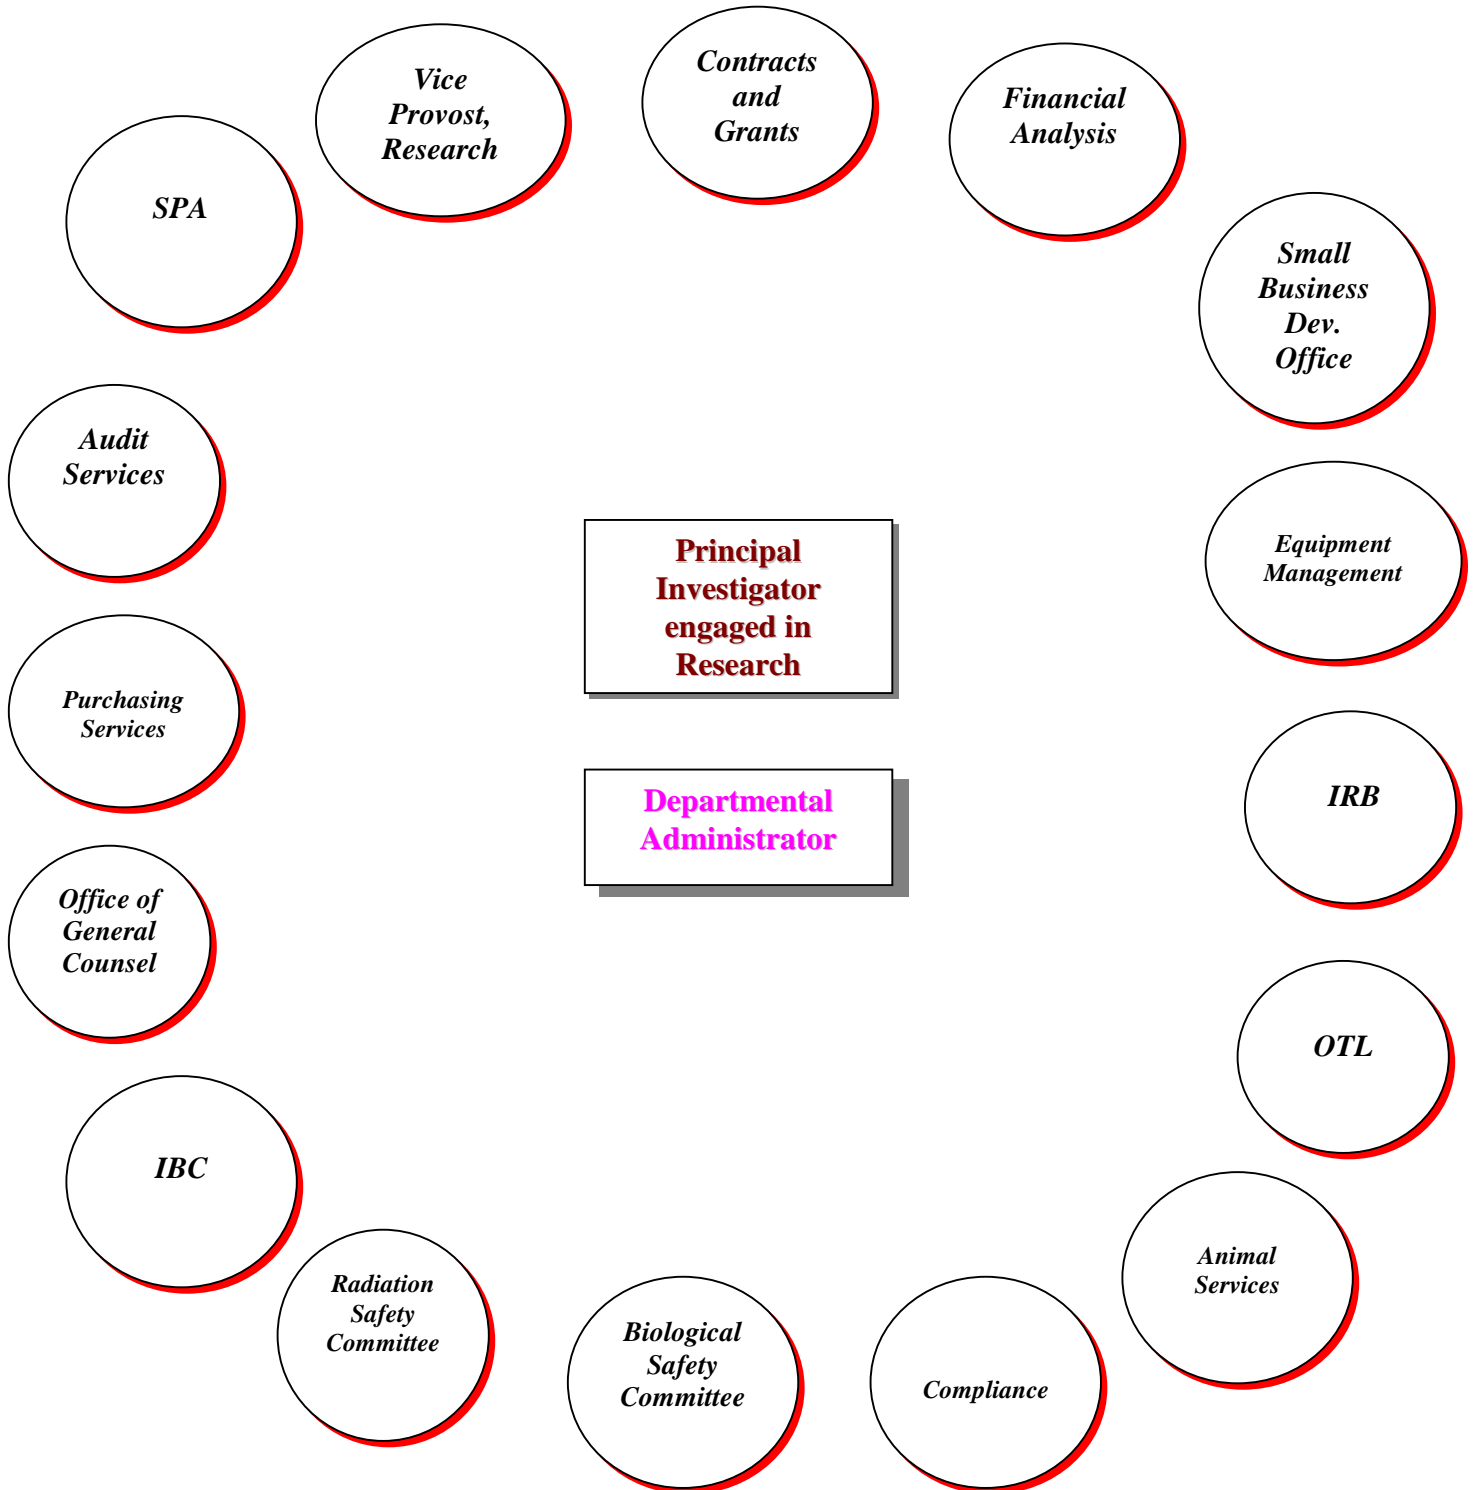 Vice
Provost,
Research
Contracts
and
Grants
Financial
Analysis
SPA
Small
Business
Dev.
Office
Audit
Services
Principal
Investigator
engaged in
Research
Equipment
Management
Purchasing
Services
Departmental
Administrator
IRB
Office of
General
Counsel
OTL
IBC
Radiation
Safety
Committee
Biological
Safety
Committee
Compliance
Animal
Services